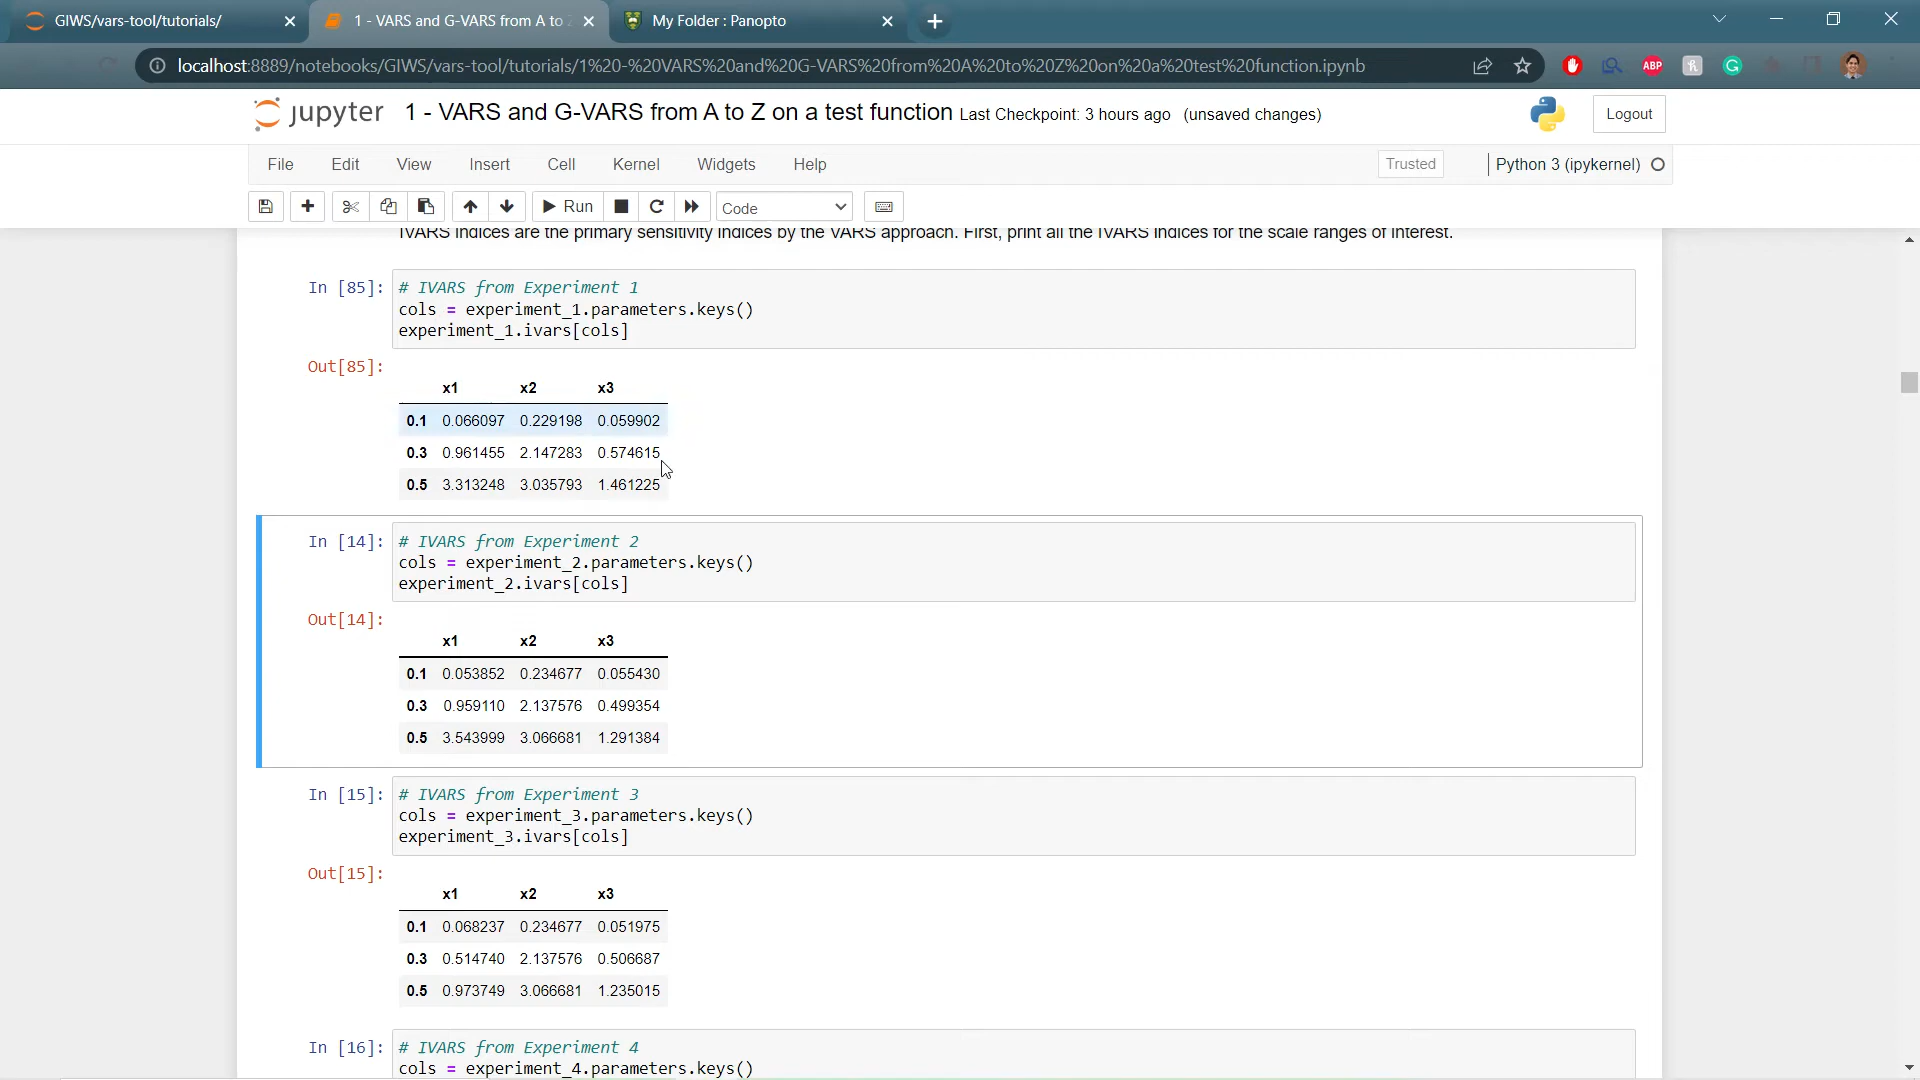 GIWS/vars-tool/tutorials/
1 - VARS and G-VARS from A to Z
My Folder : Panopto
localhost:8889/notebooks/GIWS/vars-tool/tutorials/1%20-%20VARS%20and%20G-VARS%20from%20A%20to%20Z%20on%20a%20test%20function.ipynb
ABP
jupyter
1 - VARS and G-VARS from A to Z on a test function Last Checkpoint: 3 hours ago (unsaved changes)
Logout
File Edit View Insert Cell Kernel Widgets Help
Trusted
Python 3 (ipykernel)
Run
Code
IVARS indices are the primary sensitivity indices by the VARS approach. First, print all the IVARS indices for the scale ranges of interest.
In [85]: # IVARS from Experiment 1
cols = experiment_1.parameters.keys()
experiment_1.ivars[cols]
Out[85]:
x1 x2 x3
0.1 0.066097 0.229198 0.059902
0.3 0.961455 2.147283 0.574615
0.5 3.313248 3.035793 1.461225
In [14]: # IVARS from Experiment 2
cols = experiment_2.parameters.keys()
experiment_2.ivars[cols]
Out[14]:
x1 x2 x3
0.1 0.053852 0.234677 0.055430
0.3 0.959110 2.137576 0.499354
0.5 3.543999 3.066681 1.291384
In [15]: # IVARS from Experiment 3
cols = experiment_3.parameters.keys()
experiment_3.ivars[cols]
Out[15]:
x1 x2 x3
0.1 0.068237 0.234677 0.051975
0.3 0.514740 2.137576 0.506687
0.5 0.973749 3.066681 1.235015
In [16]: # IVARS from Experiment 4
cols = experiment_4.parameters.keys()